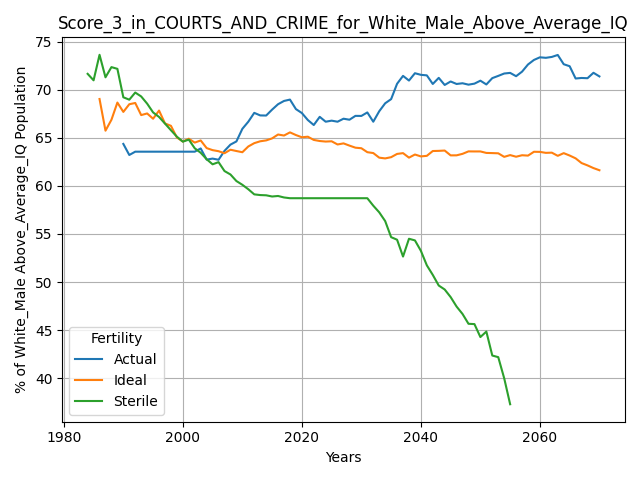 Score_3_in_COURTS_AND_CRIME_for_White_Male_Above_Average_IQ
% of White_Male Above_Average_IQ Population
75
70
65
60
55
50
45
40
Fertility
Actual
Ideal
Sterile
1980 2000 2020 2040 2060
Years